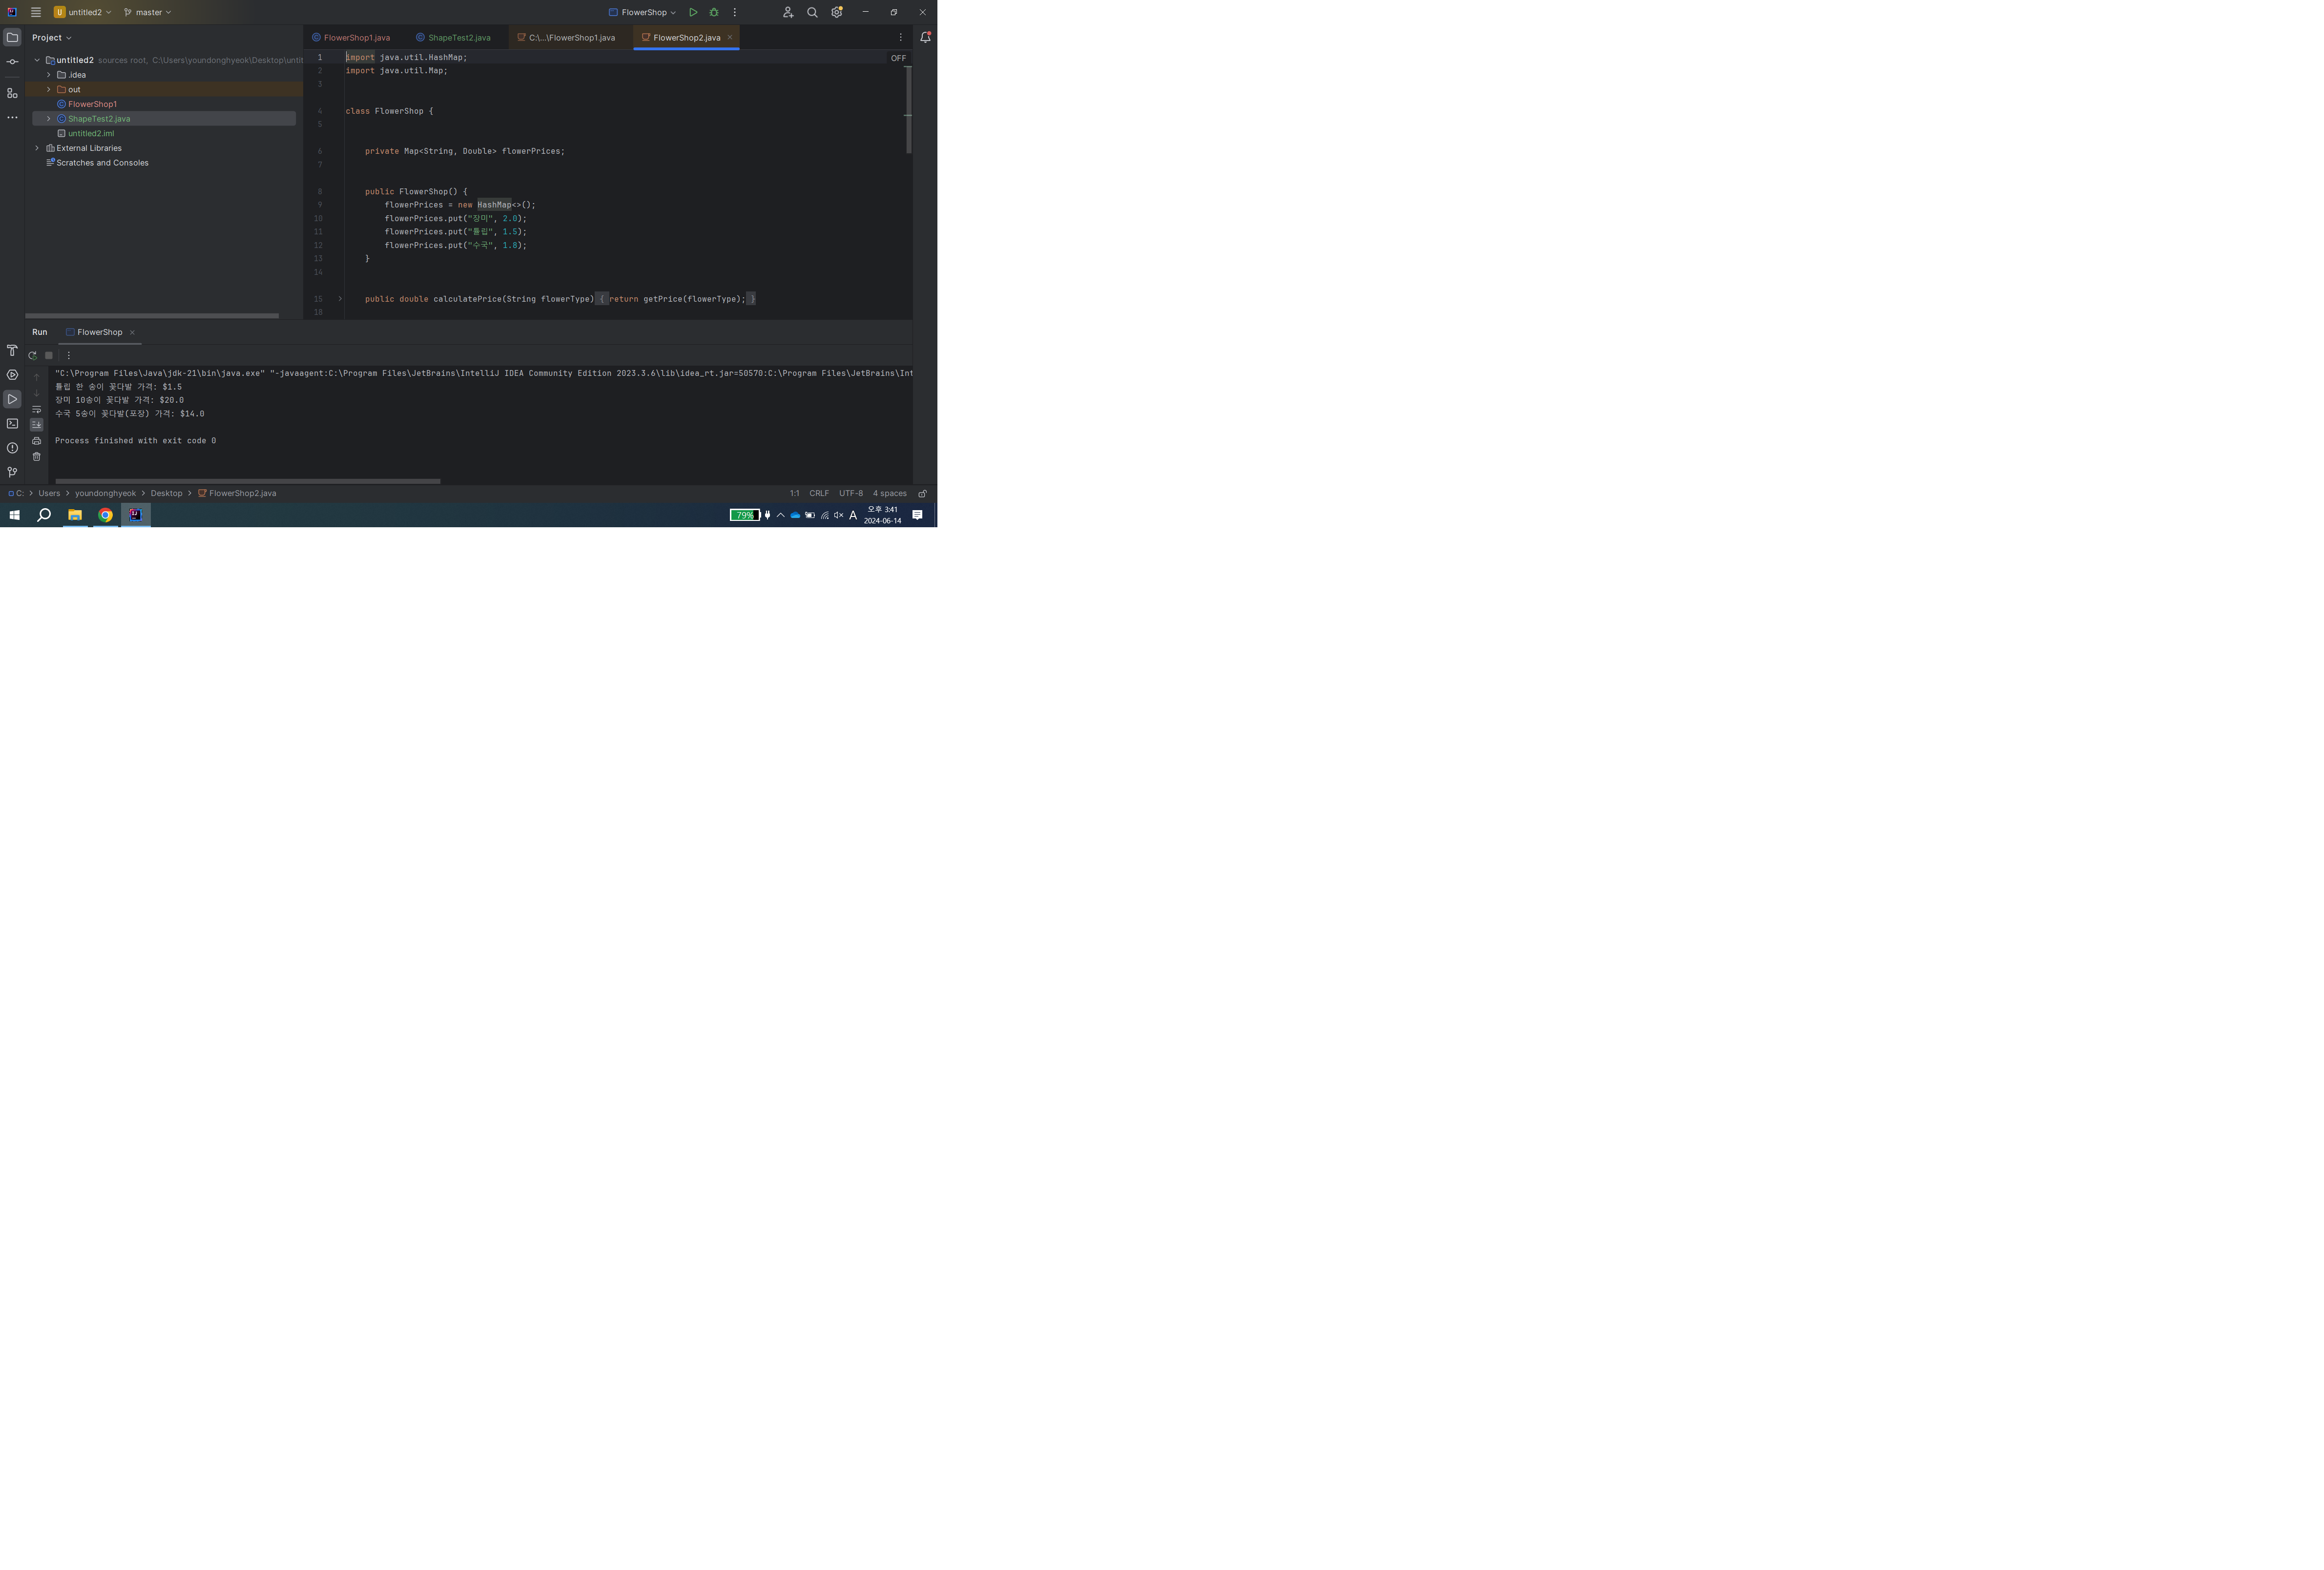 untitled2 master FlowerShop
Project
FlowerShop1.java ShapeTest2.java C:\...\FlowerShop1.java FlowerShop2.java
untitled2 sources root, C:\Users\youndonghyeok\Desktop\untit
.idea
out
FlowerShop1
ShapeTest2.java
untitled2.iml
External Libraries
Scratches and Consoles
OFF
1 import java.util.HashMap;
2 import java.util.Map;
3
4 class FlowerShop {
5
6 private Map<String, Double> flowerPrices;
7
8 public FlowerShop() {
9 flowerPrices = new HashMap<>();
10 flowerPrices.put("장미", 2.0);
11 flowerPrices.put("튤립", 1.5);
12 flowerPrices.put("수국", 1.8);
13 }
14
15 public double calculatePrice(String flowerType) { return getPrice(flowerType); }
16
Run FlowerShop
"C:\Program Files\Java\jdk-21\bin\java.exe" "-javaagent:C:\Program Files\JetBrains\IntelliJ IDEA Community Edition 2023.3.6\lib\idea_rt.jar=50570:C:\Program Files\JetBrains\Int
튤립 한 송이 꽃다발 가격: $1.5
장미 10송이 꽃다발 가격: $20.0
수국 5송이 꽃다발(포장) 가격: $14.0
Process finished with exit code 0
C: Users youndonghyeok Desktop FlowerShop2.java 1:1 CRLF UTF-8 4 spaces
79% A 오후 3:41
2024-06-14